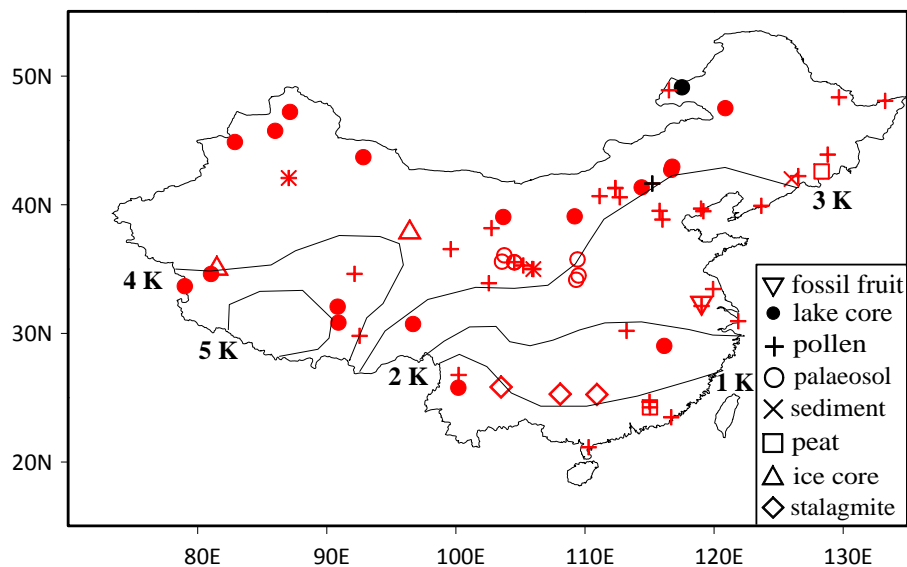 50N
40N
3 K
4 K
fossil fruit
lake core
30N
5 K
pollen
2 K
1 K
palaeosol
sediment
peat
20N
ice core
stalagmite
80E 90E 100E 110E 120E 130E